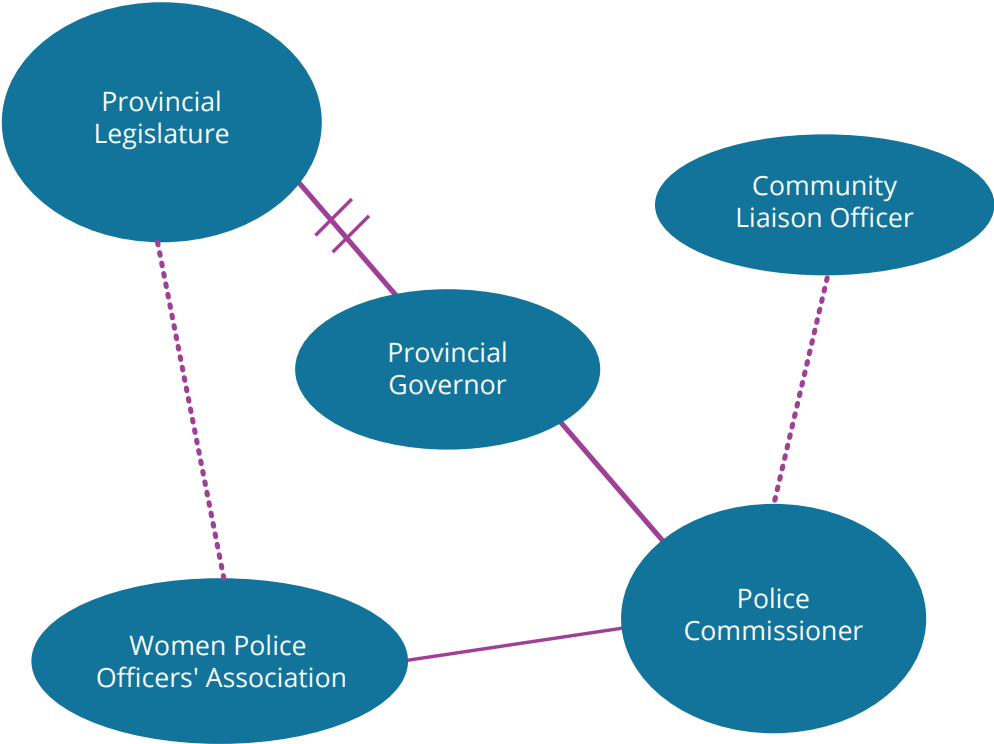 Provincial
Legislature
Community
Liaison Officer
Provincial
Governor
Police
Commissioner
Women Police
Officers' Association